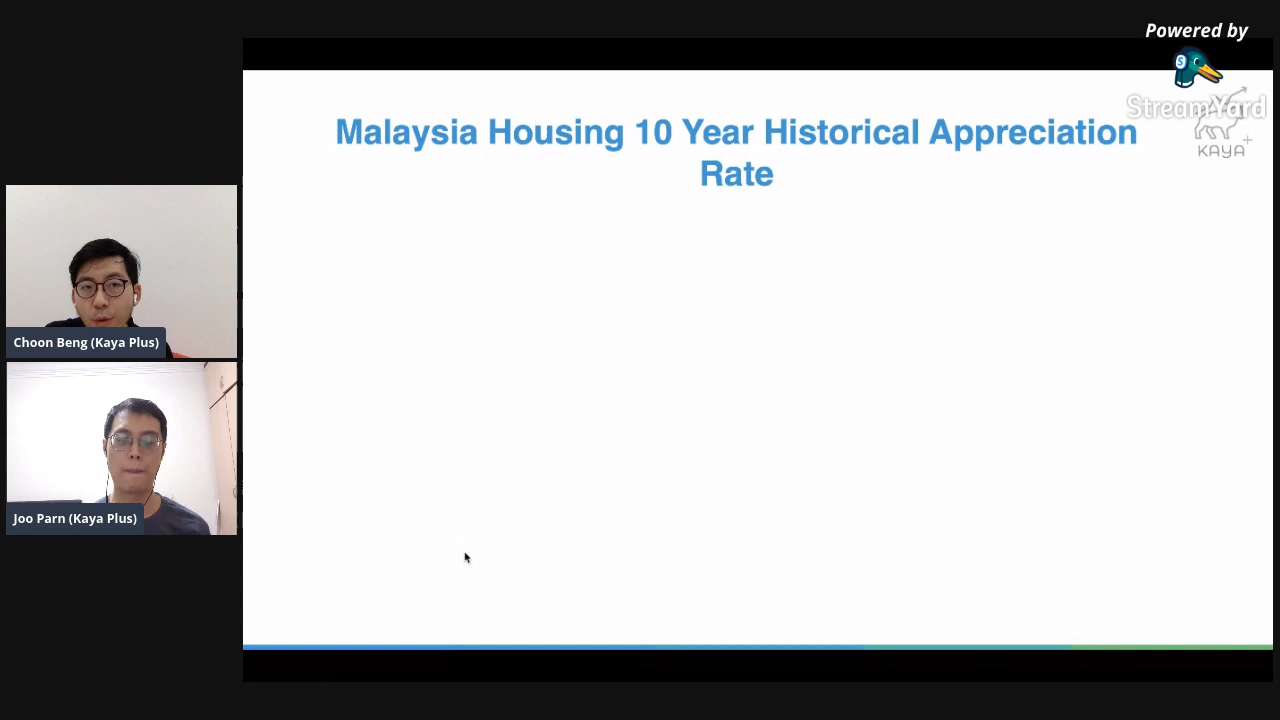 Powered by
StreamYard
KAYA+
Malaysia Housing 10 Year Historical Appreciation
Rate
Choon Beng (Kaya Plus)
Joo Parn (Kaya Plus)